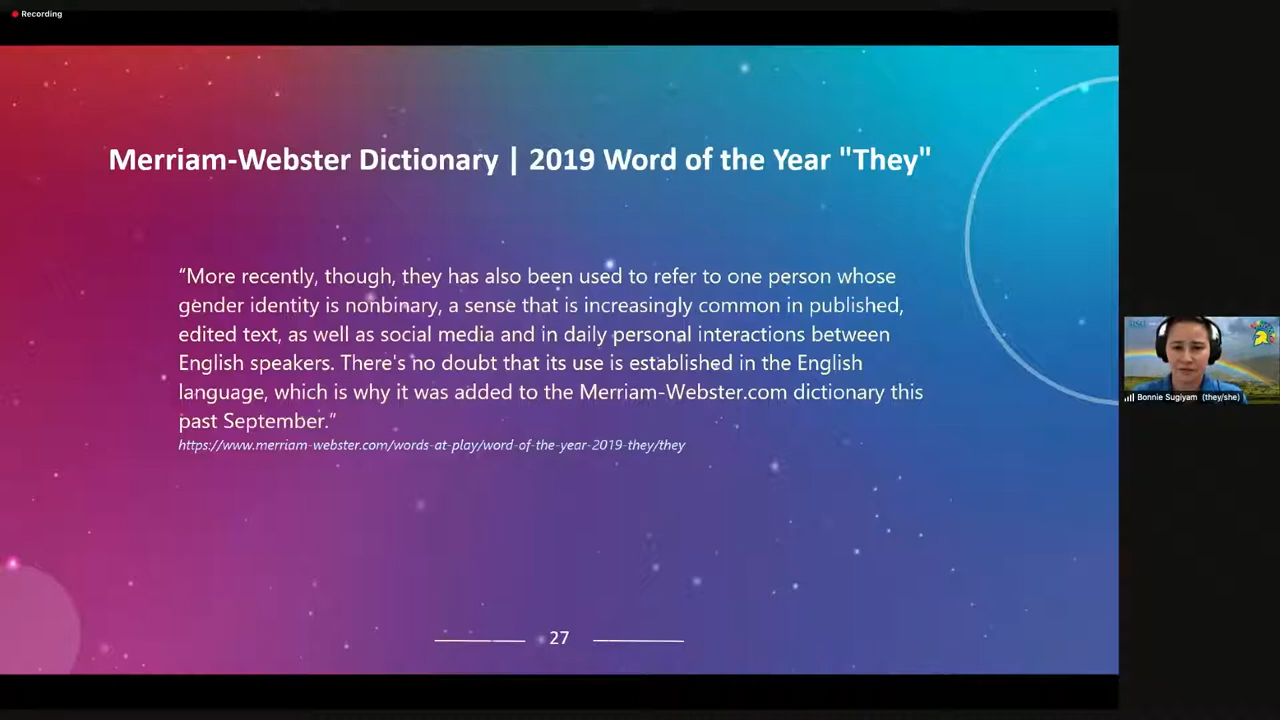 Recording
Merriam-Webster Dictionary | 2019 Word of the Year "They"
“More recently, though, they has also been used to refer to one person whose
gender identity is nonbinary, a sense that is increasingly common in published,
edited text, as well as social media and in daily personal interactions between
English speakers. There's no doubt that its use is established in the English
language, which is why it was added to the Merriam-Webster.com dictionary this
past September.”
https://www.merriam-webster.com/words-at-play/word-of-the-year-2019-they/they
Bonnie Sugiyam (they/she)
27